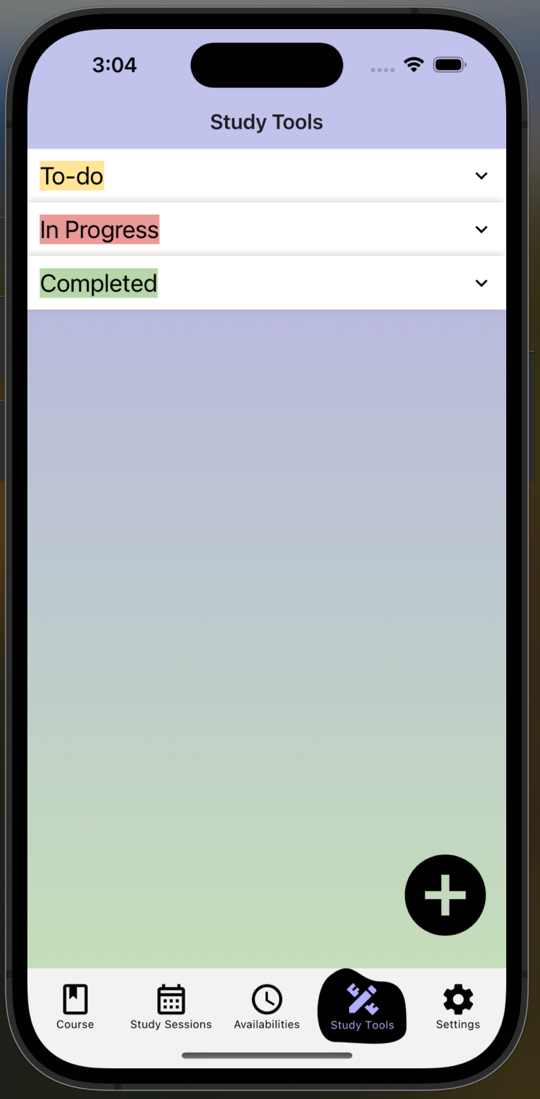 3:04
Study Tools
To-do
In Progress
Completed
Course Study Sessions Availabilities Study Tools Settings